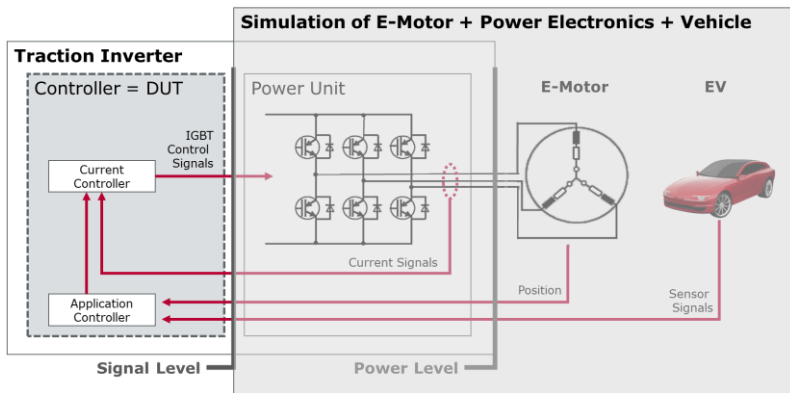 Simulation of E-Motor + Power Electronics + Vehicle
Traction Inverter
Controller = DUT
Power Unit
E-Motor
EV
IGBT
Control
Signals
Current
Controller
Current Signals
Application
Controller
Position
Sensor
Signals
Signal Level
Power Level